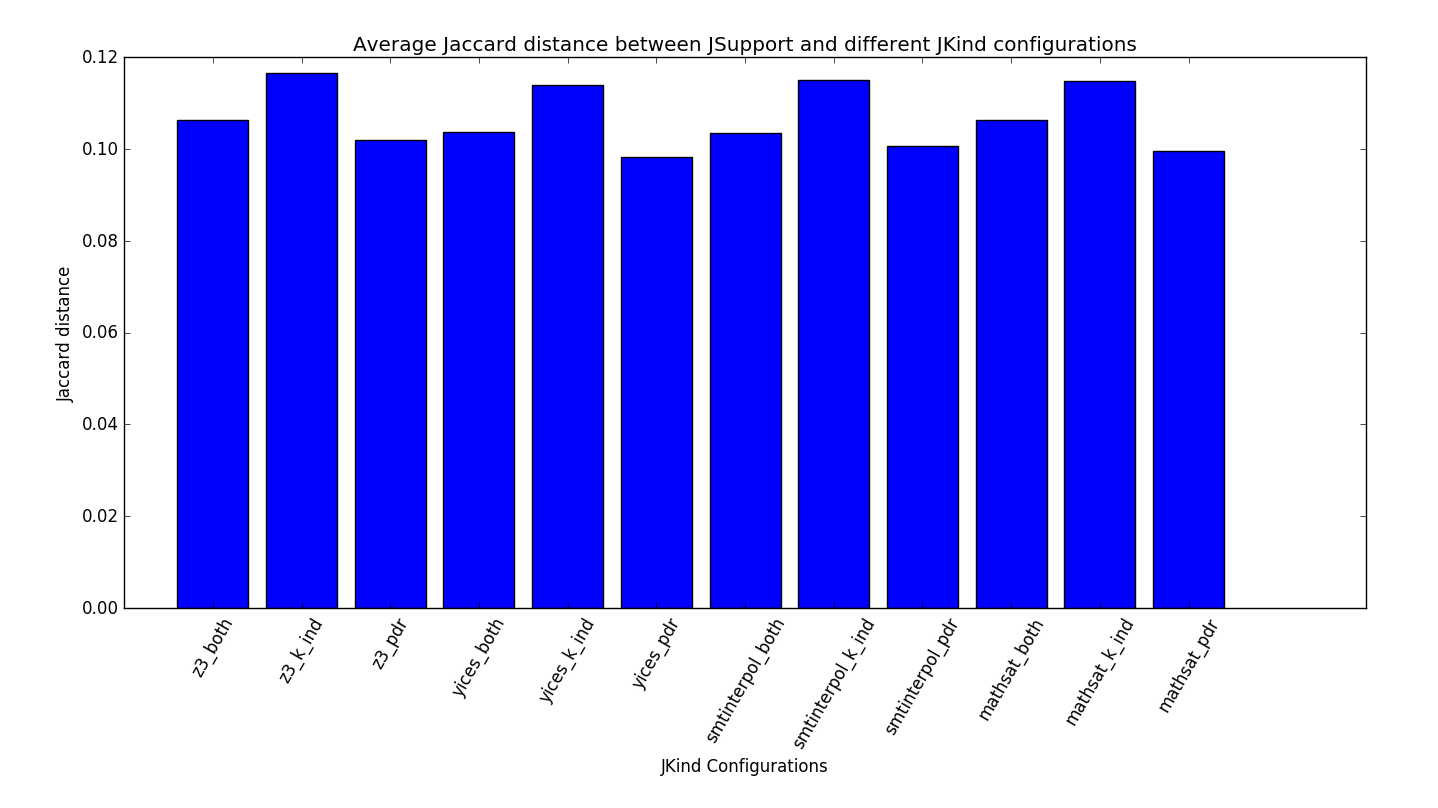 Average Jaccard distance between JSupport and different JKind configurations
0.12
0.10
0.08
0.06
0.04
0.02
0.00
Jaccard distance
z3_both
z3_k_ind
z3_pdr
yices_both
yices_k_ind
yices_pdr
smtinterpol_both
smtinterpol_k_ind
smtinterpol_pdr
mathsat_both
mathsat_k_ind
mathsat_pdr
JKind Configurations